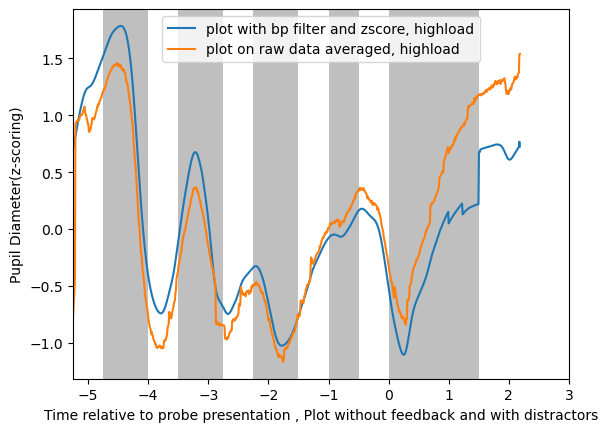 plot with bp filter and zscore, highload
plot on raw data averaged, highload
Pupil Diameter(z-scoring)
1.5
1.0
0.5
0.0
−0.5
−1.0
−5 −4 −3 −2 −1 0 1 2 3
Time relative to probe presentation , Plot without feedback and with distractors